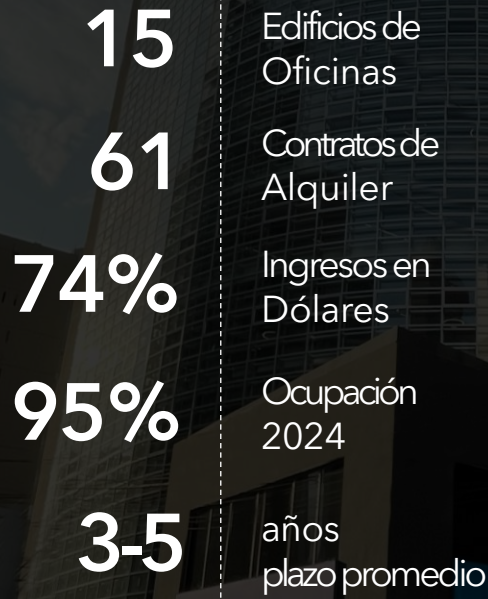 15
Edificios de
Oficinas
61
Contratos de
Alquiler
74%
Ingresos en
Dólares
95%
Ocupación
2024
3-5
años
plazo promedio